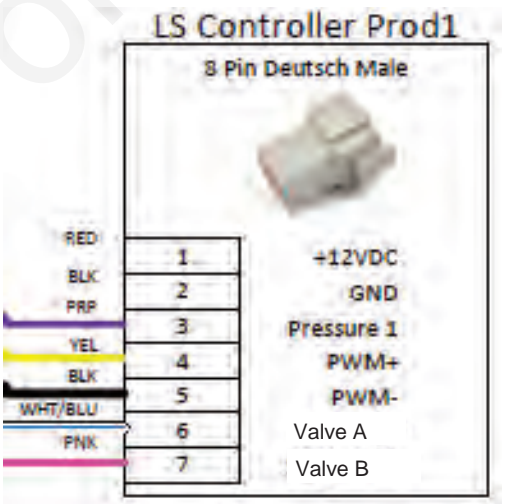 LS Controller Prod1
8 Pin Deutsch Male
RED 1 +12VDC
BLK 2 GND
PRP 3 Pressure 1
YEL 4 PWM+
BLK 5 PWM-
WHT/BLU 6 Valve A
PNK 7 Valve B